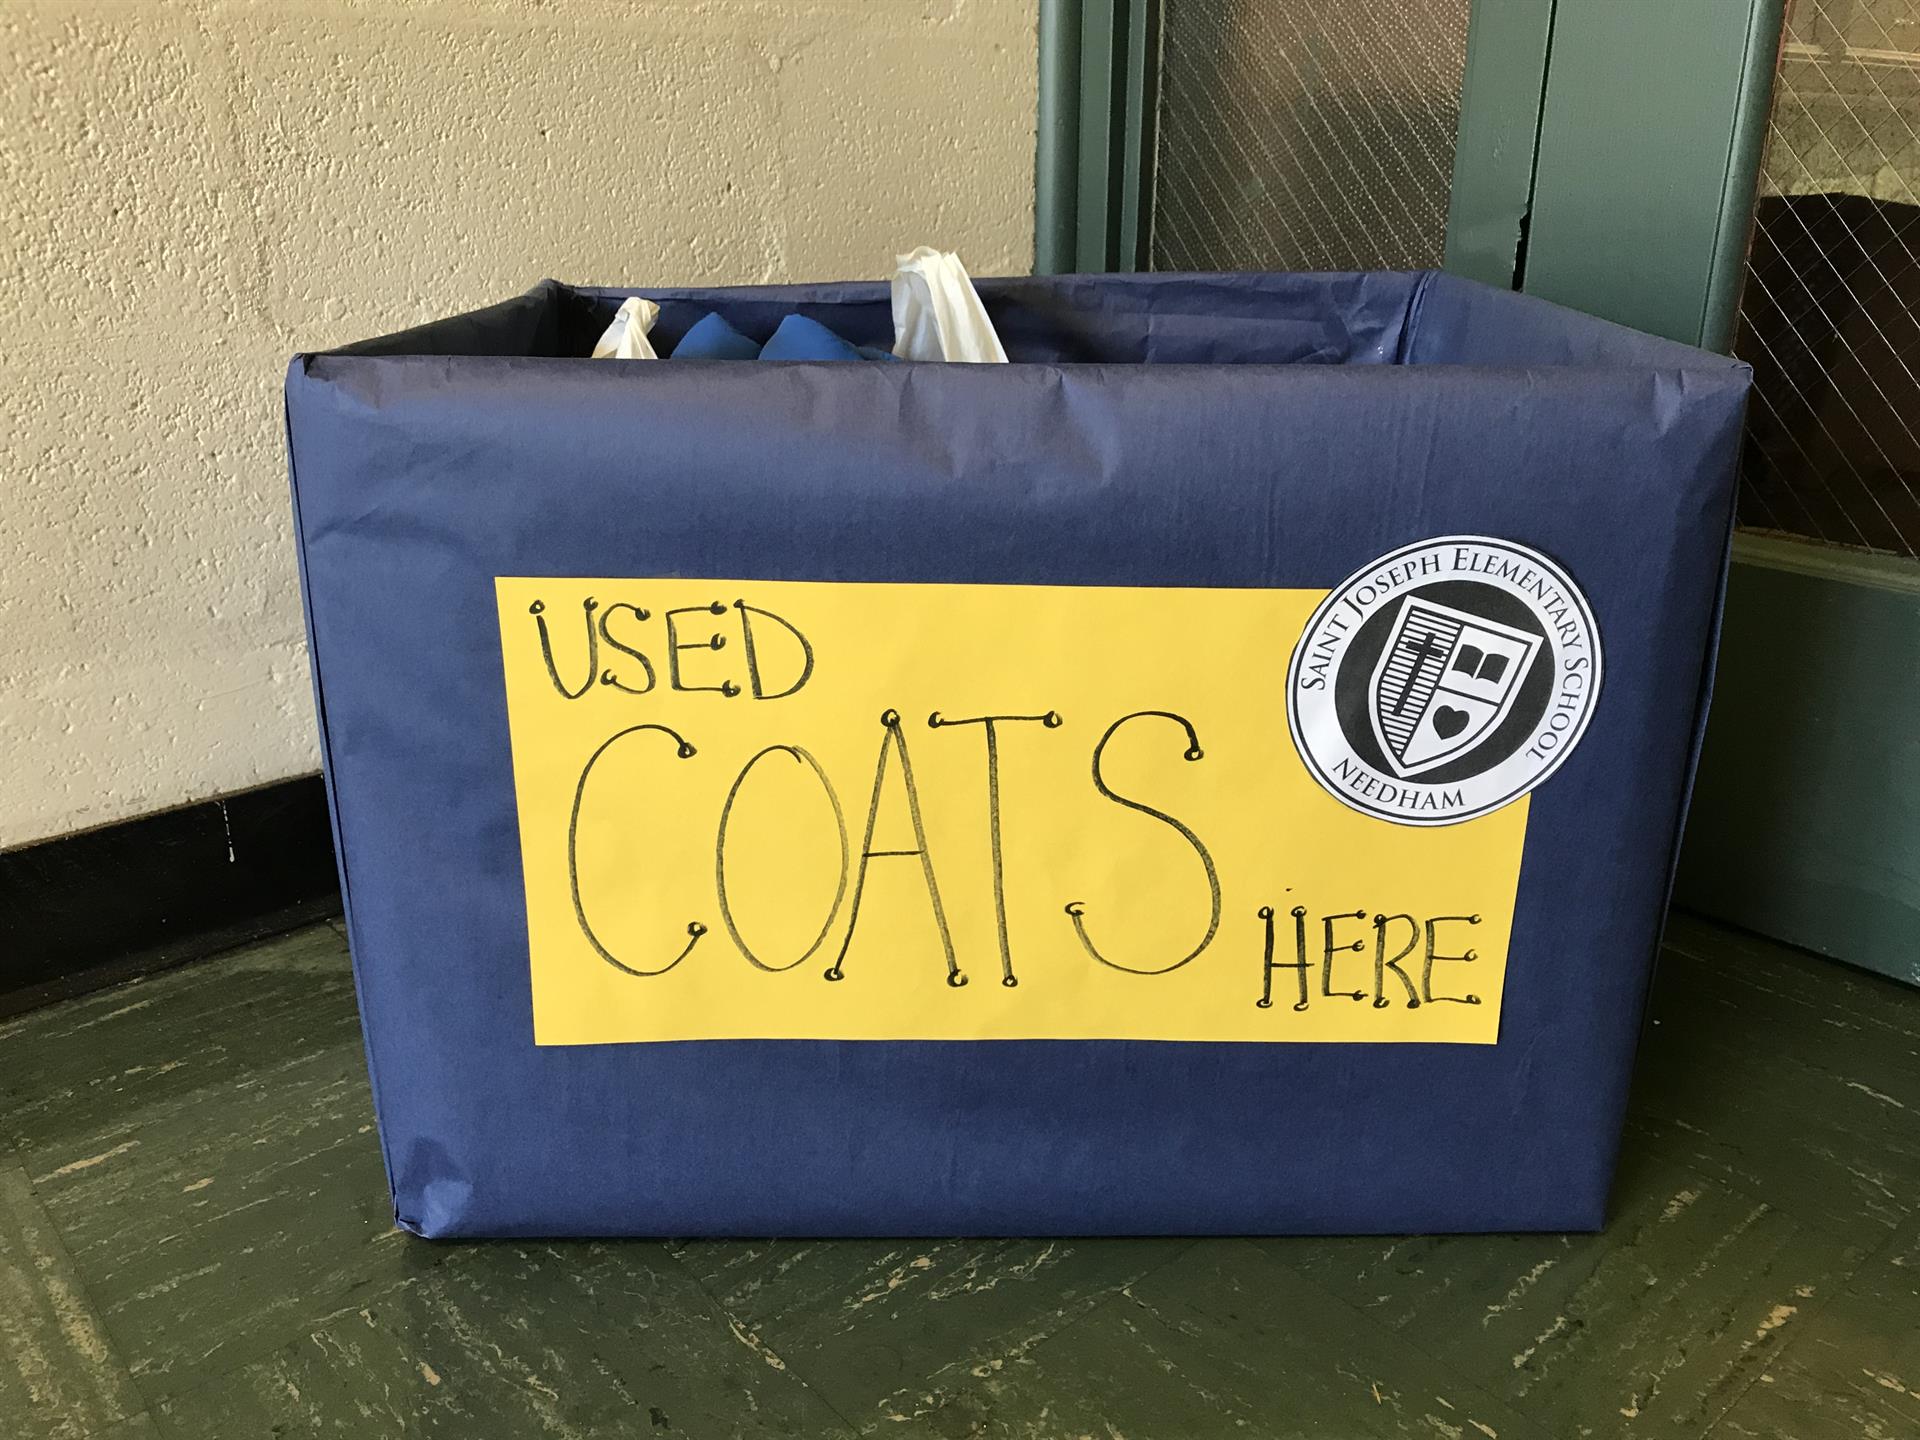 USED
COATS
HERE
SAINT JOSEPH ELEMENTARY SCHOOL
NEEDHAM